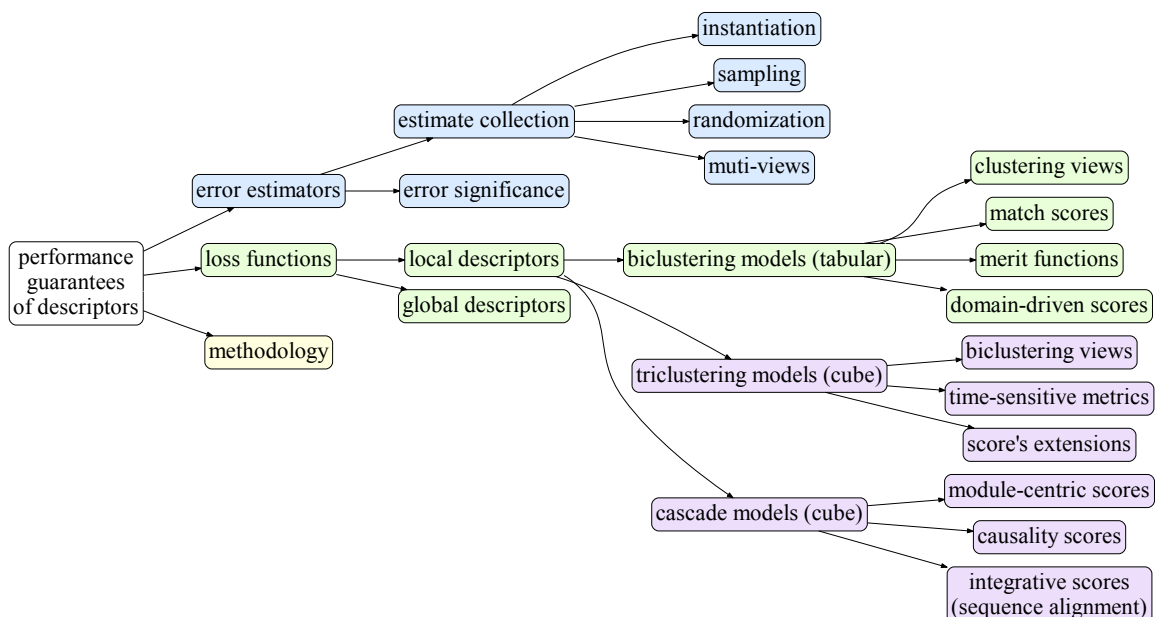 instantiation
sampling
estimate collection
randomization
muti-views
clustering views
error estimators
error significance
match scores
performance
guarantees
of descriptors
loss functions
local descriptors
biclustering models (tabular)
merit functions
global descriptors
domain-driven scores
methodology
biclustering views
triclustering models (cube)
time-sensitive metrics
score's extensions
module-centric scores
cascade models (cube)
causality scores
integrative scores
(sequence alignment)